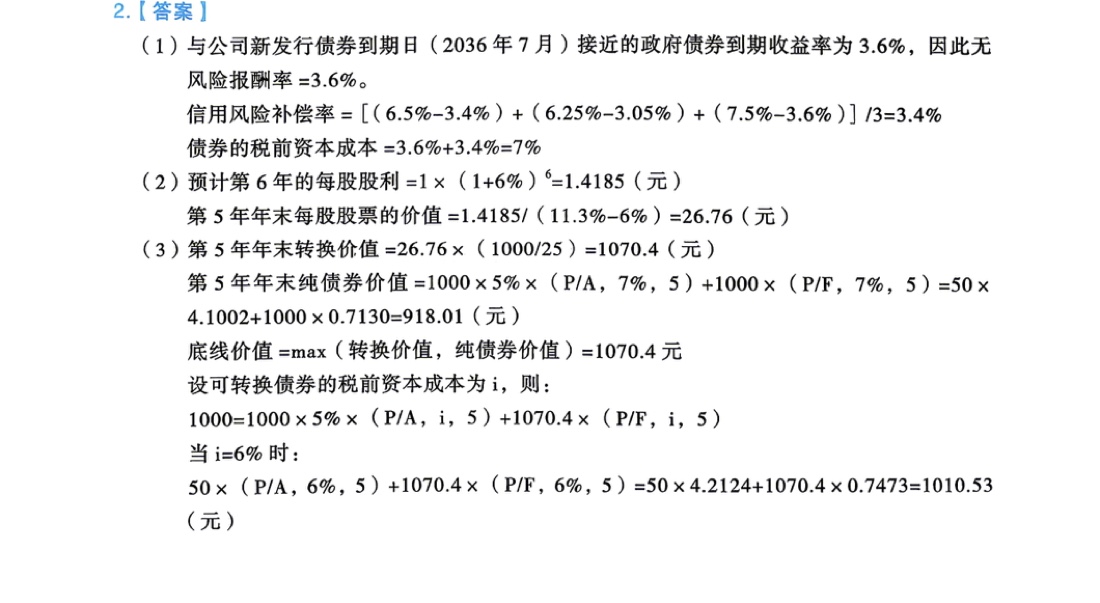 2.【答案】
（1）与公司新发行债券到期日（2036 年 7 月）接近的政府债券到期收益率为 3.6%，因此无
风险报酬率 =3.6%。
信用风险补偿率 =［（6.5%−3.4%）+（6.25%−3.05%）+（7.5%−3.6%）］/3=3.4%
债券的税前资本成本 =3.6%+3.4%=7%
（2）预计第 6 年的每股股利 =1×（1+6%）⁶=1.4185（元）
第 5 年年末每股股票的价值 =1.4185/（11.3%−6%）=26.76（元）
（3）第 5 年年末转换价值 =26.76×（1000/25）=1070.4（元）
第 5 年年末纯债券价值 =1000×5%×（P/A，7%，5）+1000×（P/F，7%，5）=50×
4.1002+1000×0.7130=918.01（元）
底线价值 =max（转换价值，纯债券价值）=1070.4 元
设可转换债券的税前资本成本为 i，则：
1000=1000×5%×（P/A，i，5）+1070.4×（P/F，i，5）
当 i=6% 时：
50×（P/A，6%，5）+1070.4×（P/F，6%，5）=50×4.2124+1070.4×0.7473=1010.53
（元）